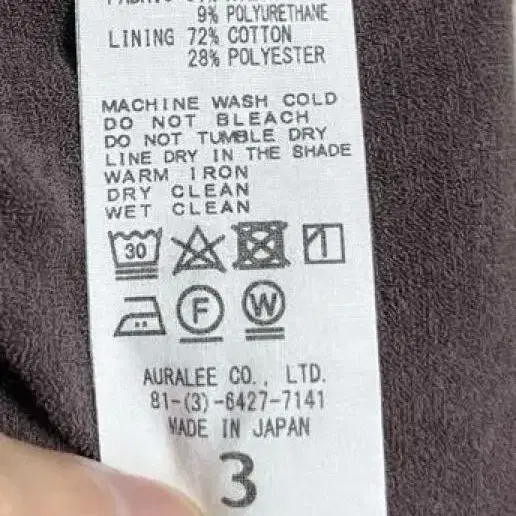 9% POLYURETHANE
LINING 72% COTTON
28% POLYESTER
MACHINE WASH COLD
DO NOT BLEACH
DO NOT TUMBLE DRY
LINE DRY IN THE SHADE
WARM IRON
DRY CLEAN
WET CLEAN
30
F W
AURALEE CO., LTD.
81-(3)-6427-7141
MADE IN JAPAN
3